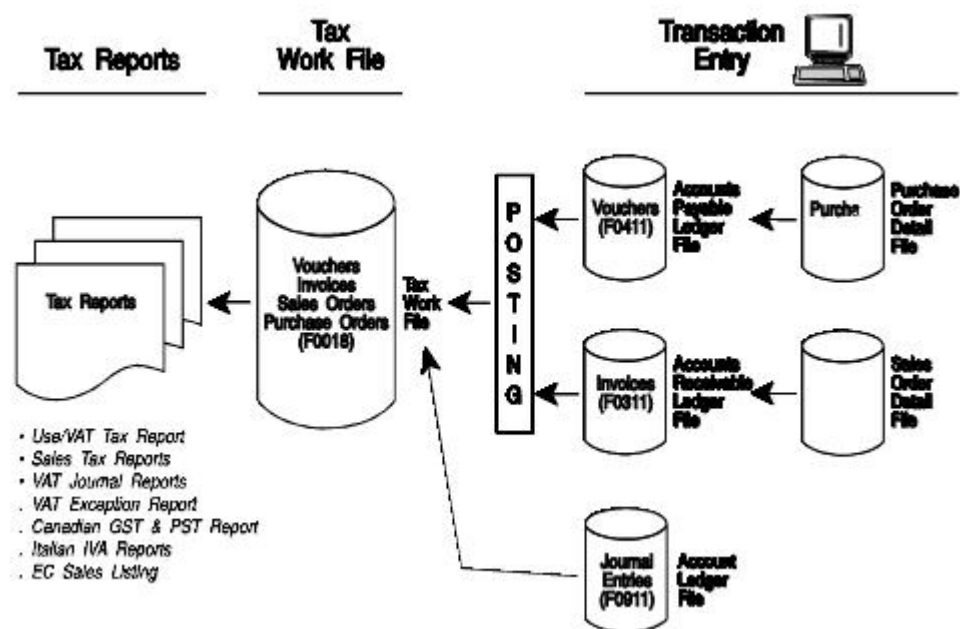 Tax Reports
Tax
Work File
Transaction
Entry
Tax Reports
Vouchers
Invoices
Sales Orders
Purchase Orders
(F0018)
Tax
Work
File
P
O
S
T
I
N
G
Vouchers
(F0411)
Accounts
Payable
Ledger
File
Purcha
Purchase
Order
Detail
File
Invoices
(F0311)
Accounts
Receivable
Ledger
File
Sales
Order
Detail
File
Journal
Entries
(F0911)
Account
Ledger
File
• Use/VAT Tax Report
• Sales Tax Reports
• VAT Journal Reports
. VAT Exception Report
. Canadian GST & PST Report
. Italian IVA Reports
. EC Sales Listing